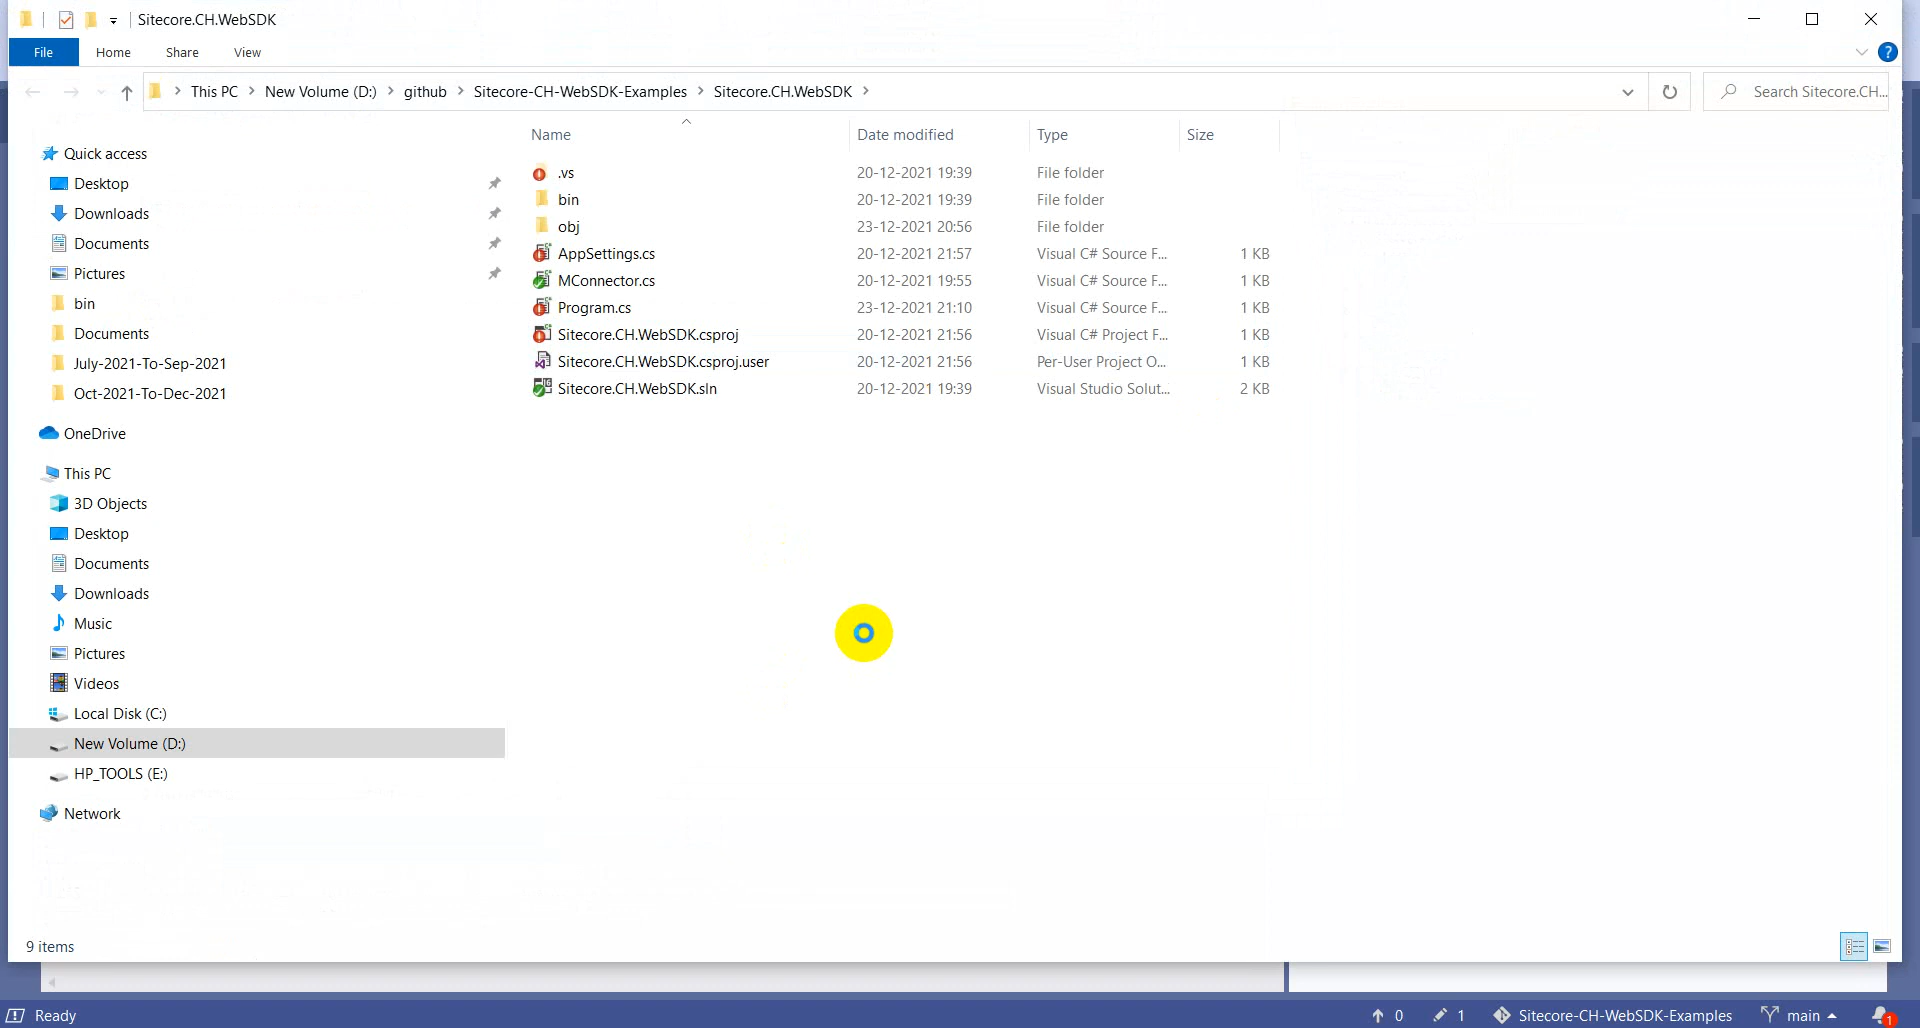 Sitecore.CH.WebSDK
File Home Share View
This PC New Volume (D:) github Sitecore-CH-WebSDK-Examples Sitecore.CH.WebSDK Search Sitecore.CH...
Name Date modified Type Size
Quick access
Desktop
Downloads
Documents
Pictures
bin
Documents
July-2021-To-Sep-2021
Oct-2021-To-Dec-2021
OneDrive
This PC
3D Objects
Desktop
Documents
Downloads
Music
Pictures
Videos
Local Disk (C:)
New Volume (D:)
HP_TOOLS (E:)
Network
.vs 20-12-2021 19:39 File folder
bin 20-12-2021 19:39 File folder
obj 23-12-2021 20:56 File folder
AppSettings.cs 20-12-2021 21:57 Visual C# Source F... 1 KB
MConnector.cs 20-12-2021 19:55 Visual C# Source F... 1 KB
Program.cs 23-12-2021 21:10 Visual C# Source F... 1 KB
Sitecore.CH.WebSDK.csproj 20-12-2021 21:56 Visual C# Project F... 1 KB
Sitecore.CH.WebSDK.csproj.user 20-12-2021 21:56 Per-User Project O... 1 KB
Sitecore.CH.WebSDK.sln 20-12-2021 19:39 Visual Studio Solut... 2 KB
9 items
Ready 0 1 Sitecore-CH-WebSDK-Examples main 1